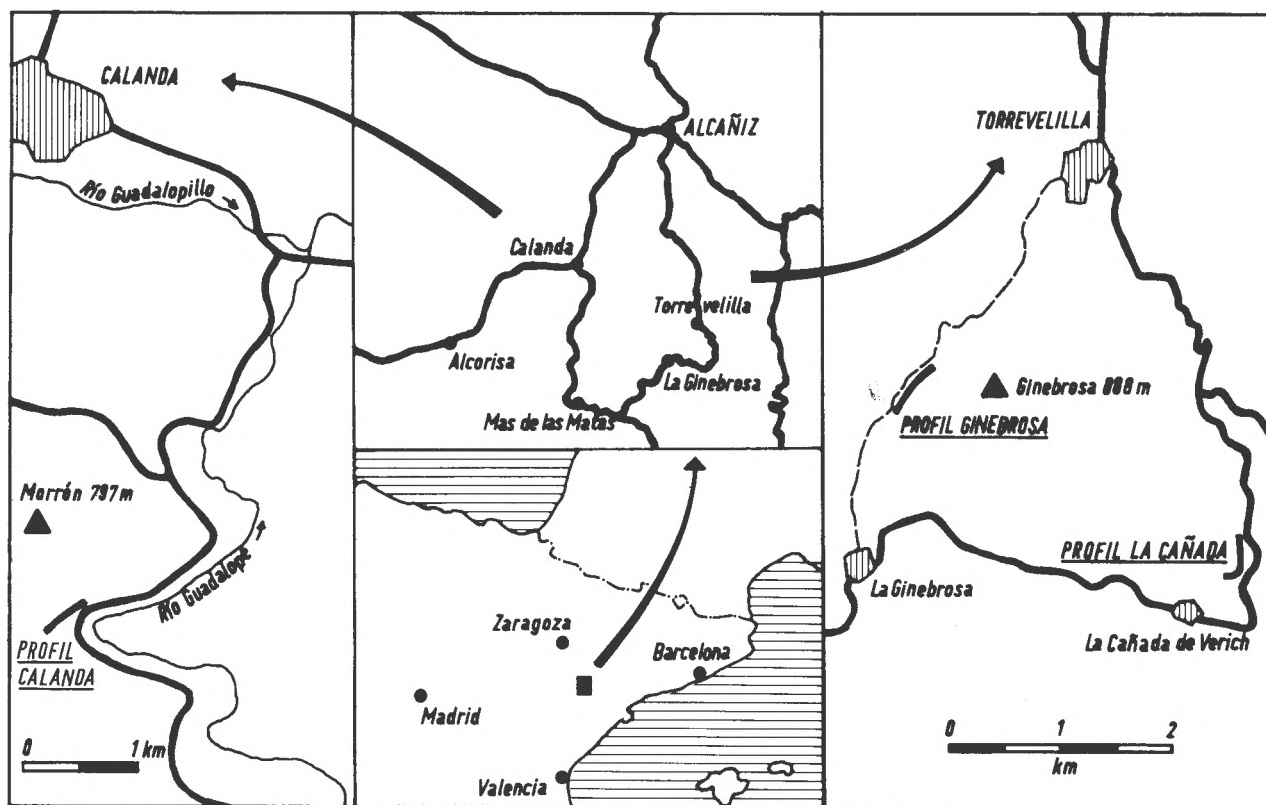 CALANDA
Río Guadalopillo
Morrón 797 m
Río Guadalope
PROFIL
CALANDA
0 1 km
ALCAÑIZ
Calanda
Torrevelilla
Alcorisa
La Ginebrosa
Mas de las Matas
Zaragoza
Barcelona
Madrid
Valencia
TORREVELILLA
Ginebrosa 888 m
PROFIL GINEBROSA
PROFIL LA CAÑADA
La Ginebrosa
La Cañada de Verich
0 1 2
km